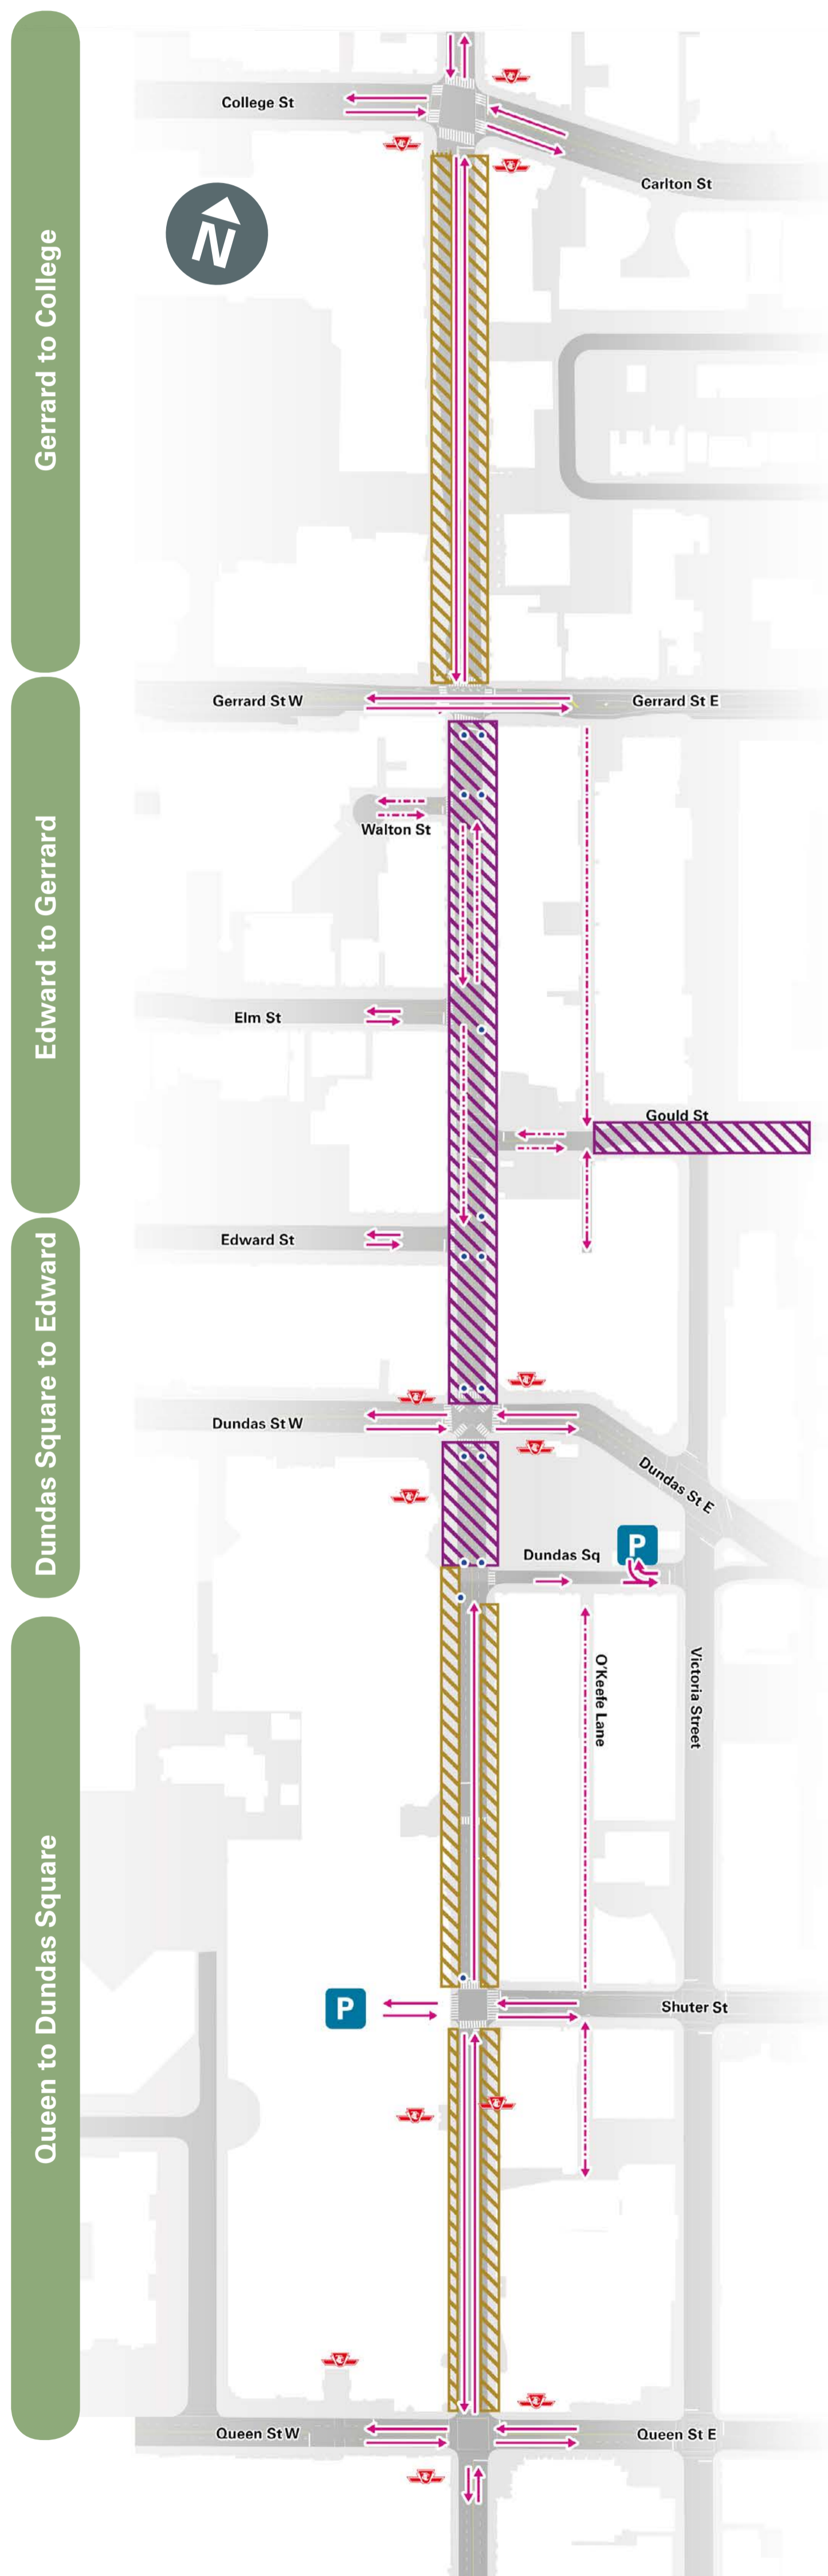 Gerrard to College
College St
Carlton St
N
Gerrard St W
Gerrard St E
Edward to Gerrard
Walton St
Elm St
Gould St
Edward St
Dundas Square to Edward
Dundas St W
Dundas St E
Dundas Sq
P
O'Keefe Lane
Victoria Street
Queen to Dundas Square
P
Shuter St
Queen St W
Queen St E